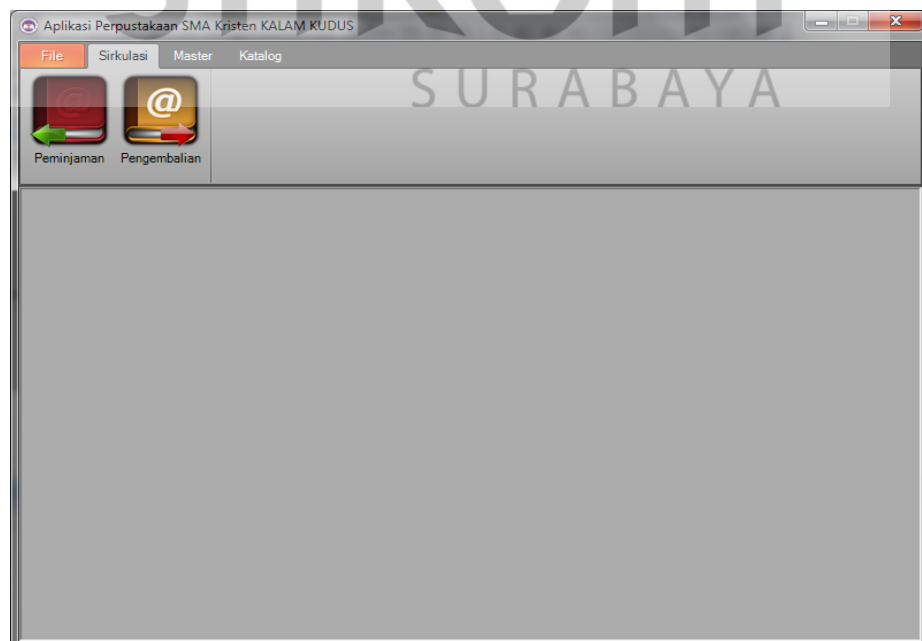 Aplikasi Perpustakaan SMA Kristen KALAM KUDUS
File Sirkulasi Master Katalog
SURABAYA
@ @
Peminjaman Pengembalian